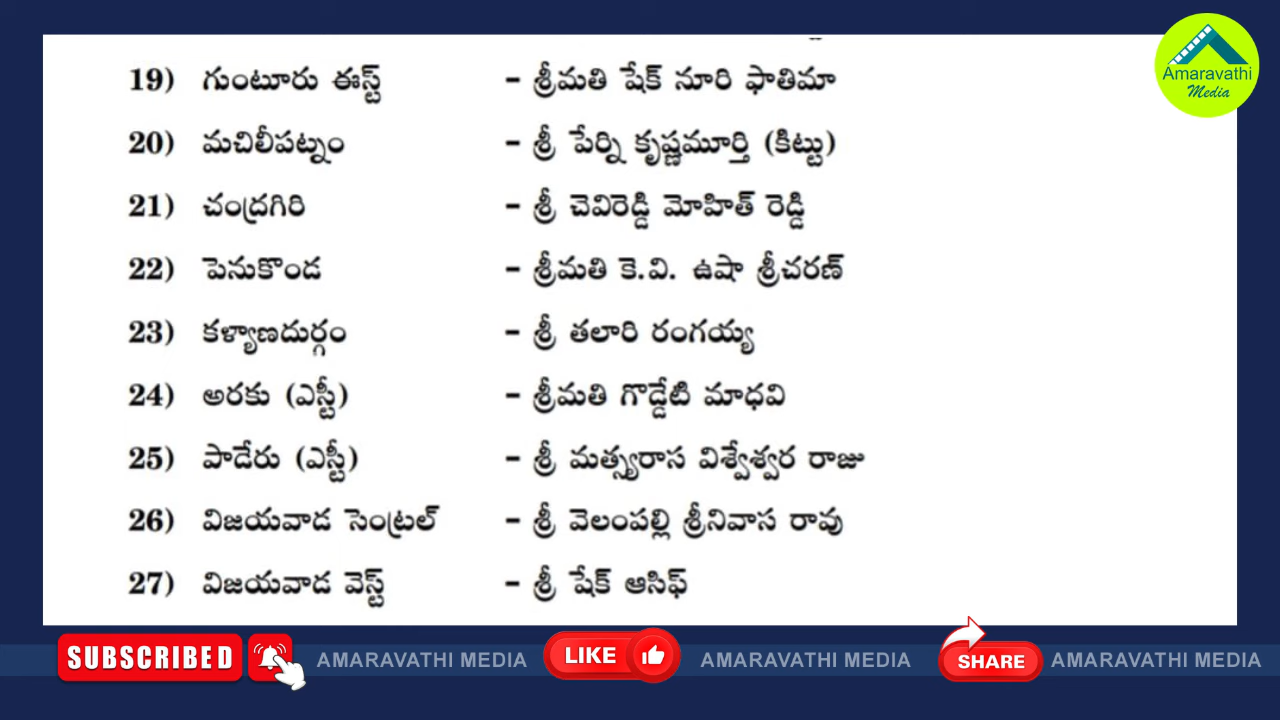 Amaravathi
Media
19) గుంటూరు ఈస్ట్ - శ్రీమతి షేక్ నూరి ఫాతిమా
20) మచిలీపట్నం - శ్రీ పేర్ని కృష్ణమూర్తి (కిట్టు)
21) చంద్రగిరి - శ్రీ చెవిరెడ్డి మోహిత్ రెడ్డి
22) పెనుకొండ - శ్రీమతి కె.వి. ఉషా శ్రీచరణ్
23) కళ్యాణదుర్గం - శ్రీ తలారి రంగయ్య
24) అరకు (ఎస్టీ) - శ్రీమతి గొడ్డేటి మాధవి
25) పాడేరు (ఎస్టీ) - శ్రీ మత్స్యరాస విశ్వేశ్వర రాజు
26) విజయవాడ సెంట్రల్ - శ్రీ వెలంపల్లి శ్రీనివాస రావు
27) విజయవాడ వెస్ట్ - శ్రీ షేక్ ఆసిఫ్
SUBSCRIBED AMARAVATHI MEDIA LIKE AMARAVATHI MEDIA SHARE AMARAVATHI MEDIA